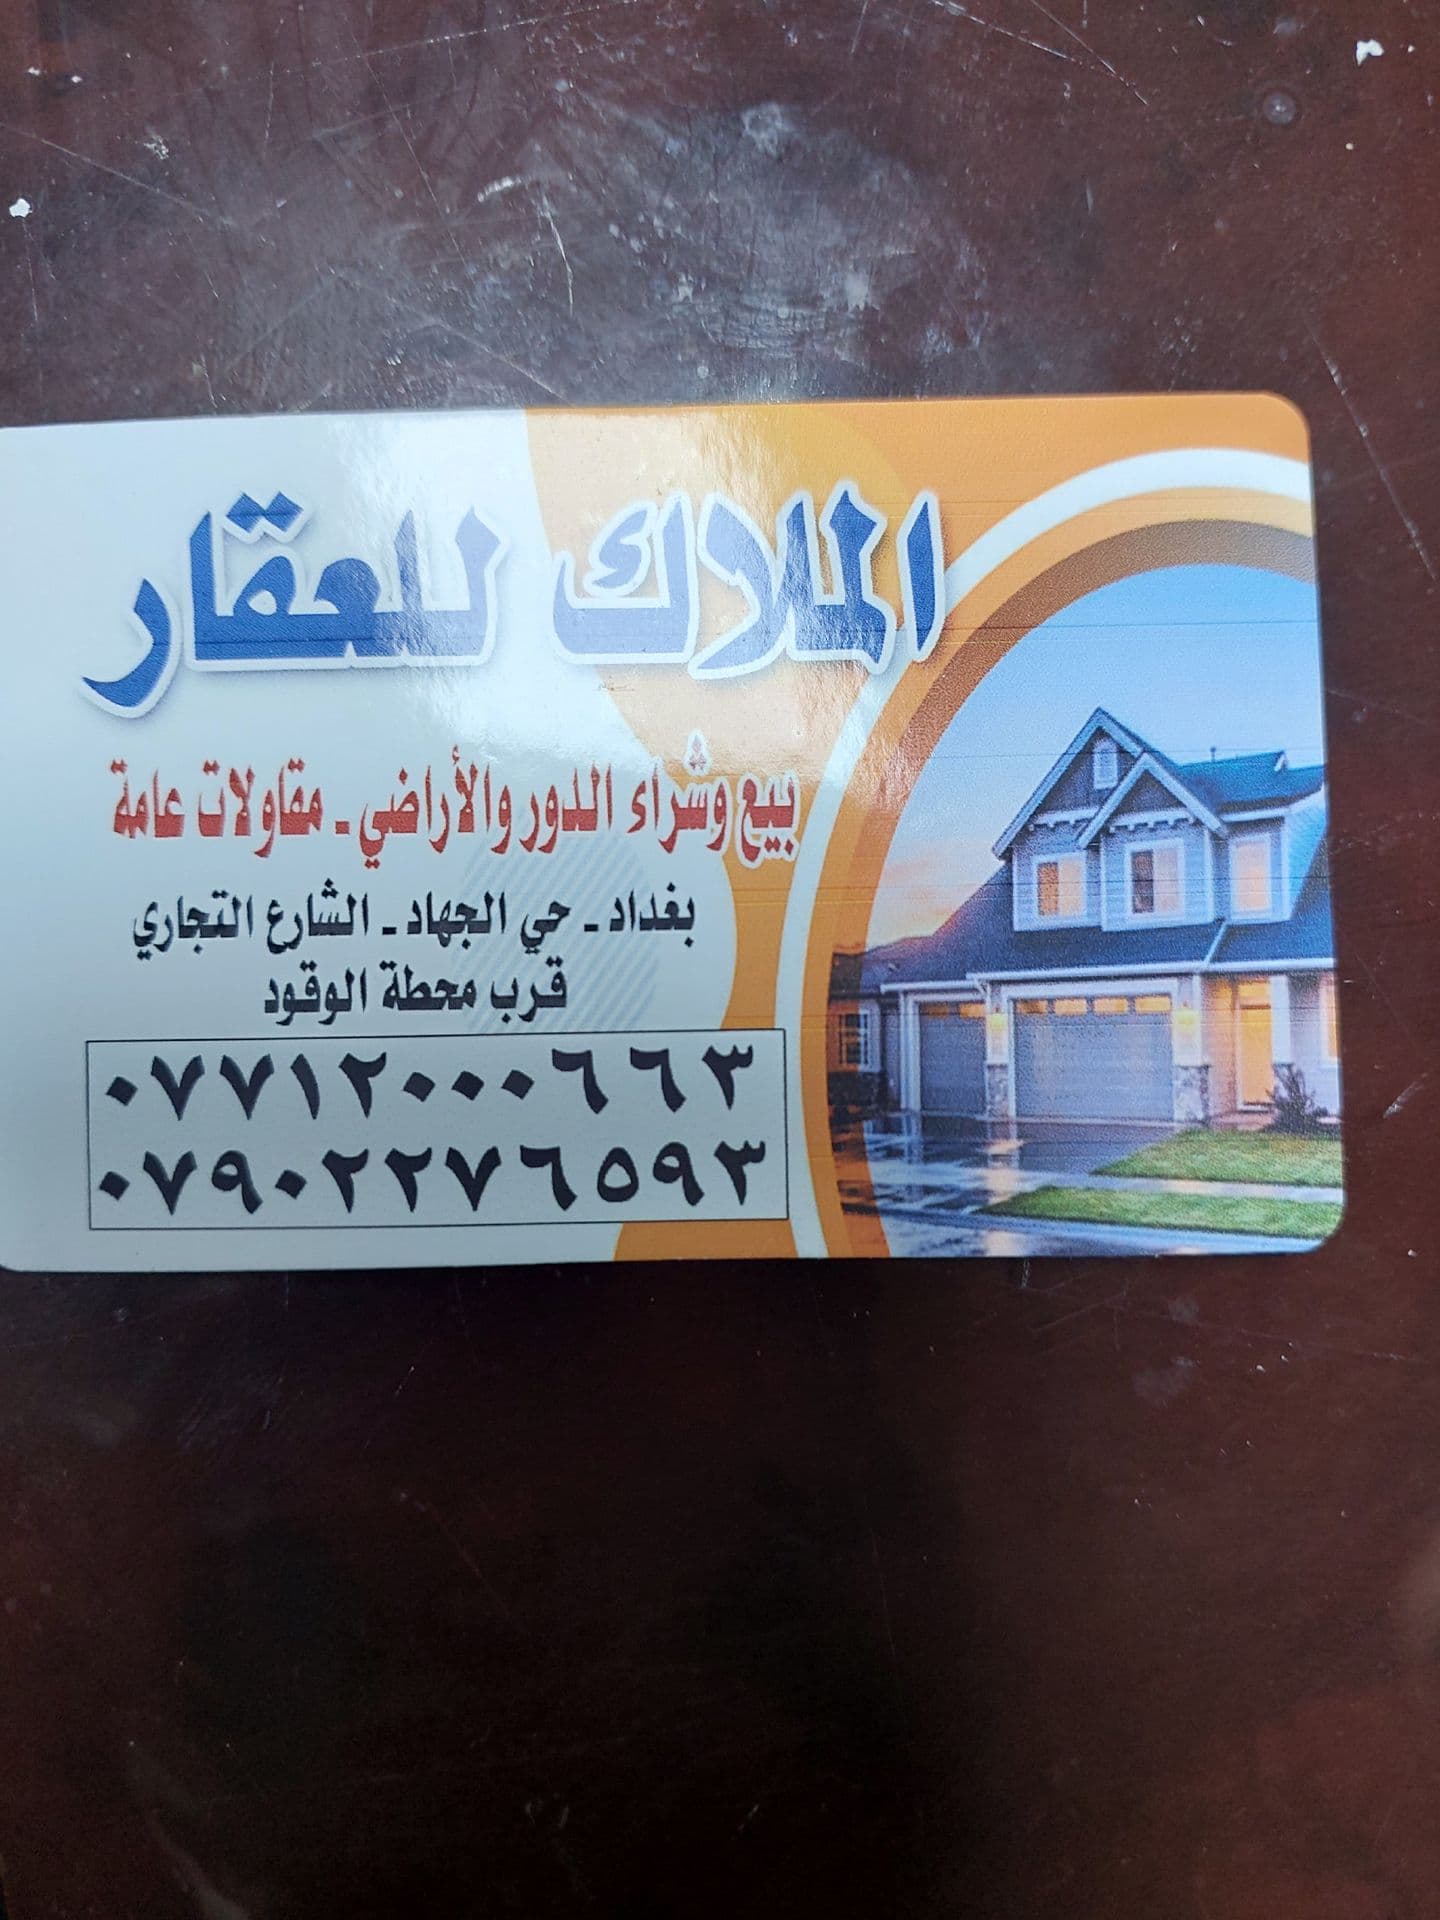 الملاك للعقار
بيع وشراء الدور والأراضي ـ مقاولات عامة
بغداد ـ حي الجهاد ـ الشارع التجاري
قرب محطة الوقود
٠٧٧١٢٠٠٠٦٦٣
٠٧٩٠٢٢٧٦٥٩٣